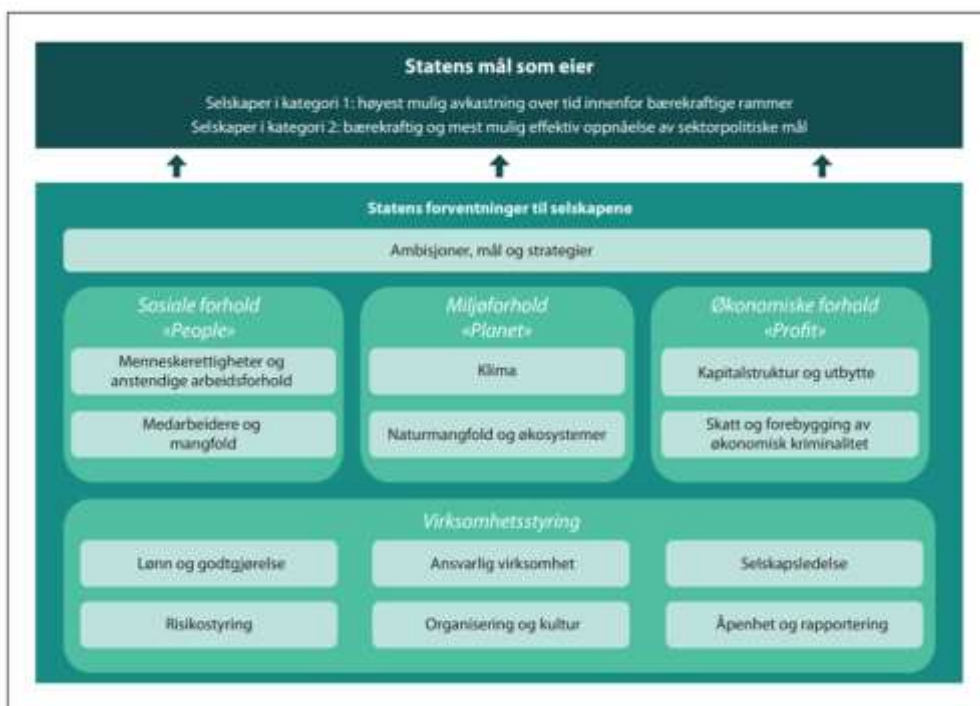 Statens mål som eier
Selskaper i kategori 1: høyest mulig avkastning over tid innenfor bærekraftige rammer
Selskaper i kategori 2: bærekraftig og mest mulig effektiv oppnåelse av sektorpolitiske mål
Statens forventninger til selskapene
Ambisjoner, mål og strategier
Sosiale forhold
«People»
Menneskerettigheter og
anstendige arbeidsforhold
Medarbeidere og
mangfold
Miljøforhold
«Planet»
Klima
Naturmangfold og økosystemer
Økonomiske forhold
«Profit»
Kapitalstruktur og utbytte
Skatt og forebygging av
økonomisk kriminalitet
Virksomhetsstyring
Lønn og godtgjørelse
Ansvarlig virksomhet
Selskapsledelse
Risikostyring
Organisering og kultur
Åpenhet og rapportering